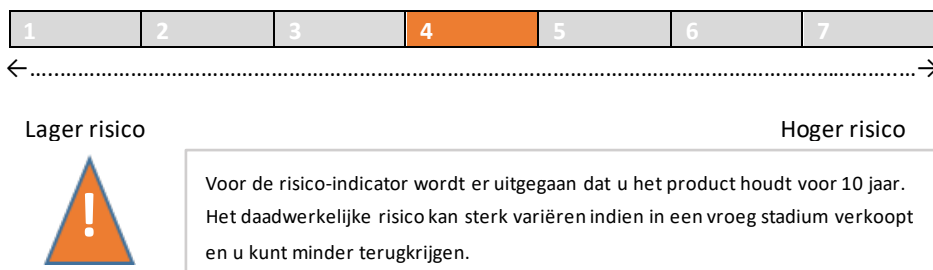 1 2 3 4 5 6 7
←………………………………………………………………………………………………………………………→
Lager risico Hoger risico
!
Voor de risico-indicator wordt er uitgegaan dat u het product houdt voor 10 jaar.
Het daadwerkelijke risico kan sterk variëren indien in een vroeg stadium verkoopt
en u kunt minder terugkrijgen.